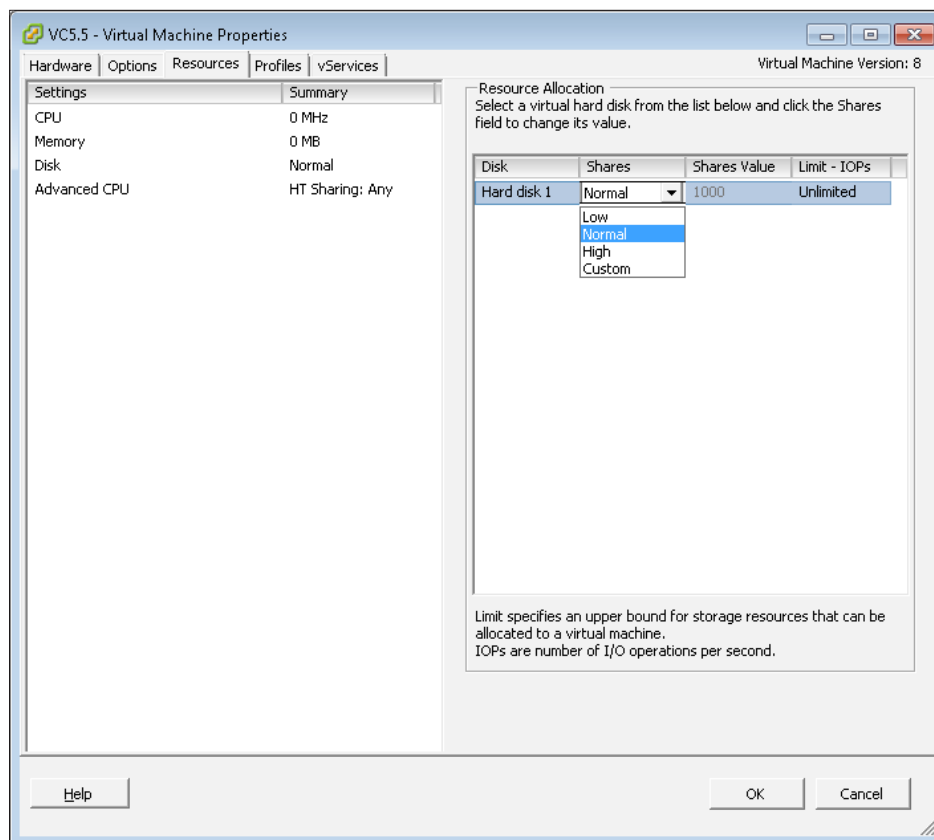 VC5.5 - Virtual Machine Properties
Hardware Options Resources Profiles vServices Virtual Machine Version: 8
Settings Summary
CPU 0 MHz
Memory 0 MB
Disk Normal
Advanced CPU HT Sharing: Any
Resource Allocation
Select a virtual hard disk from the list below and click the Shares
field to change its value.
Disk Shares Shares Value Limit - IOPs
Hard disk 1 Normal 1000 Unlimited
Low
Normal
High
Custom
Limit specifies an upper bound for storage resources that can be
allocated to a virtual machine.
IOPs are number of I/O operations per second.
Help OK Cancel